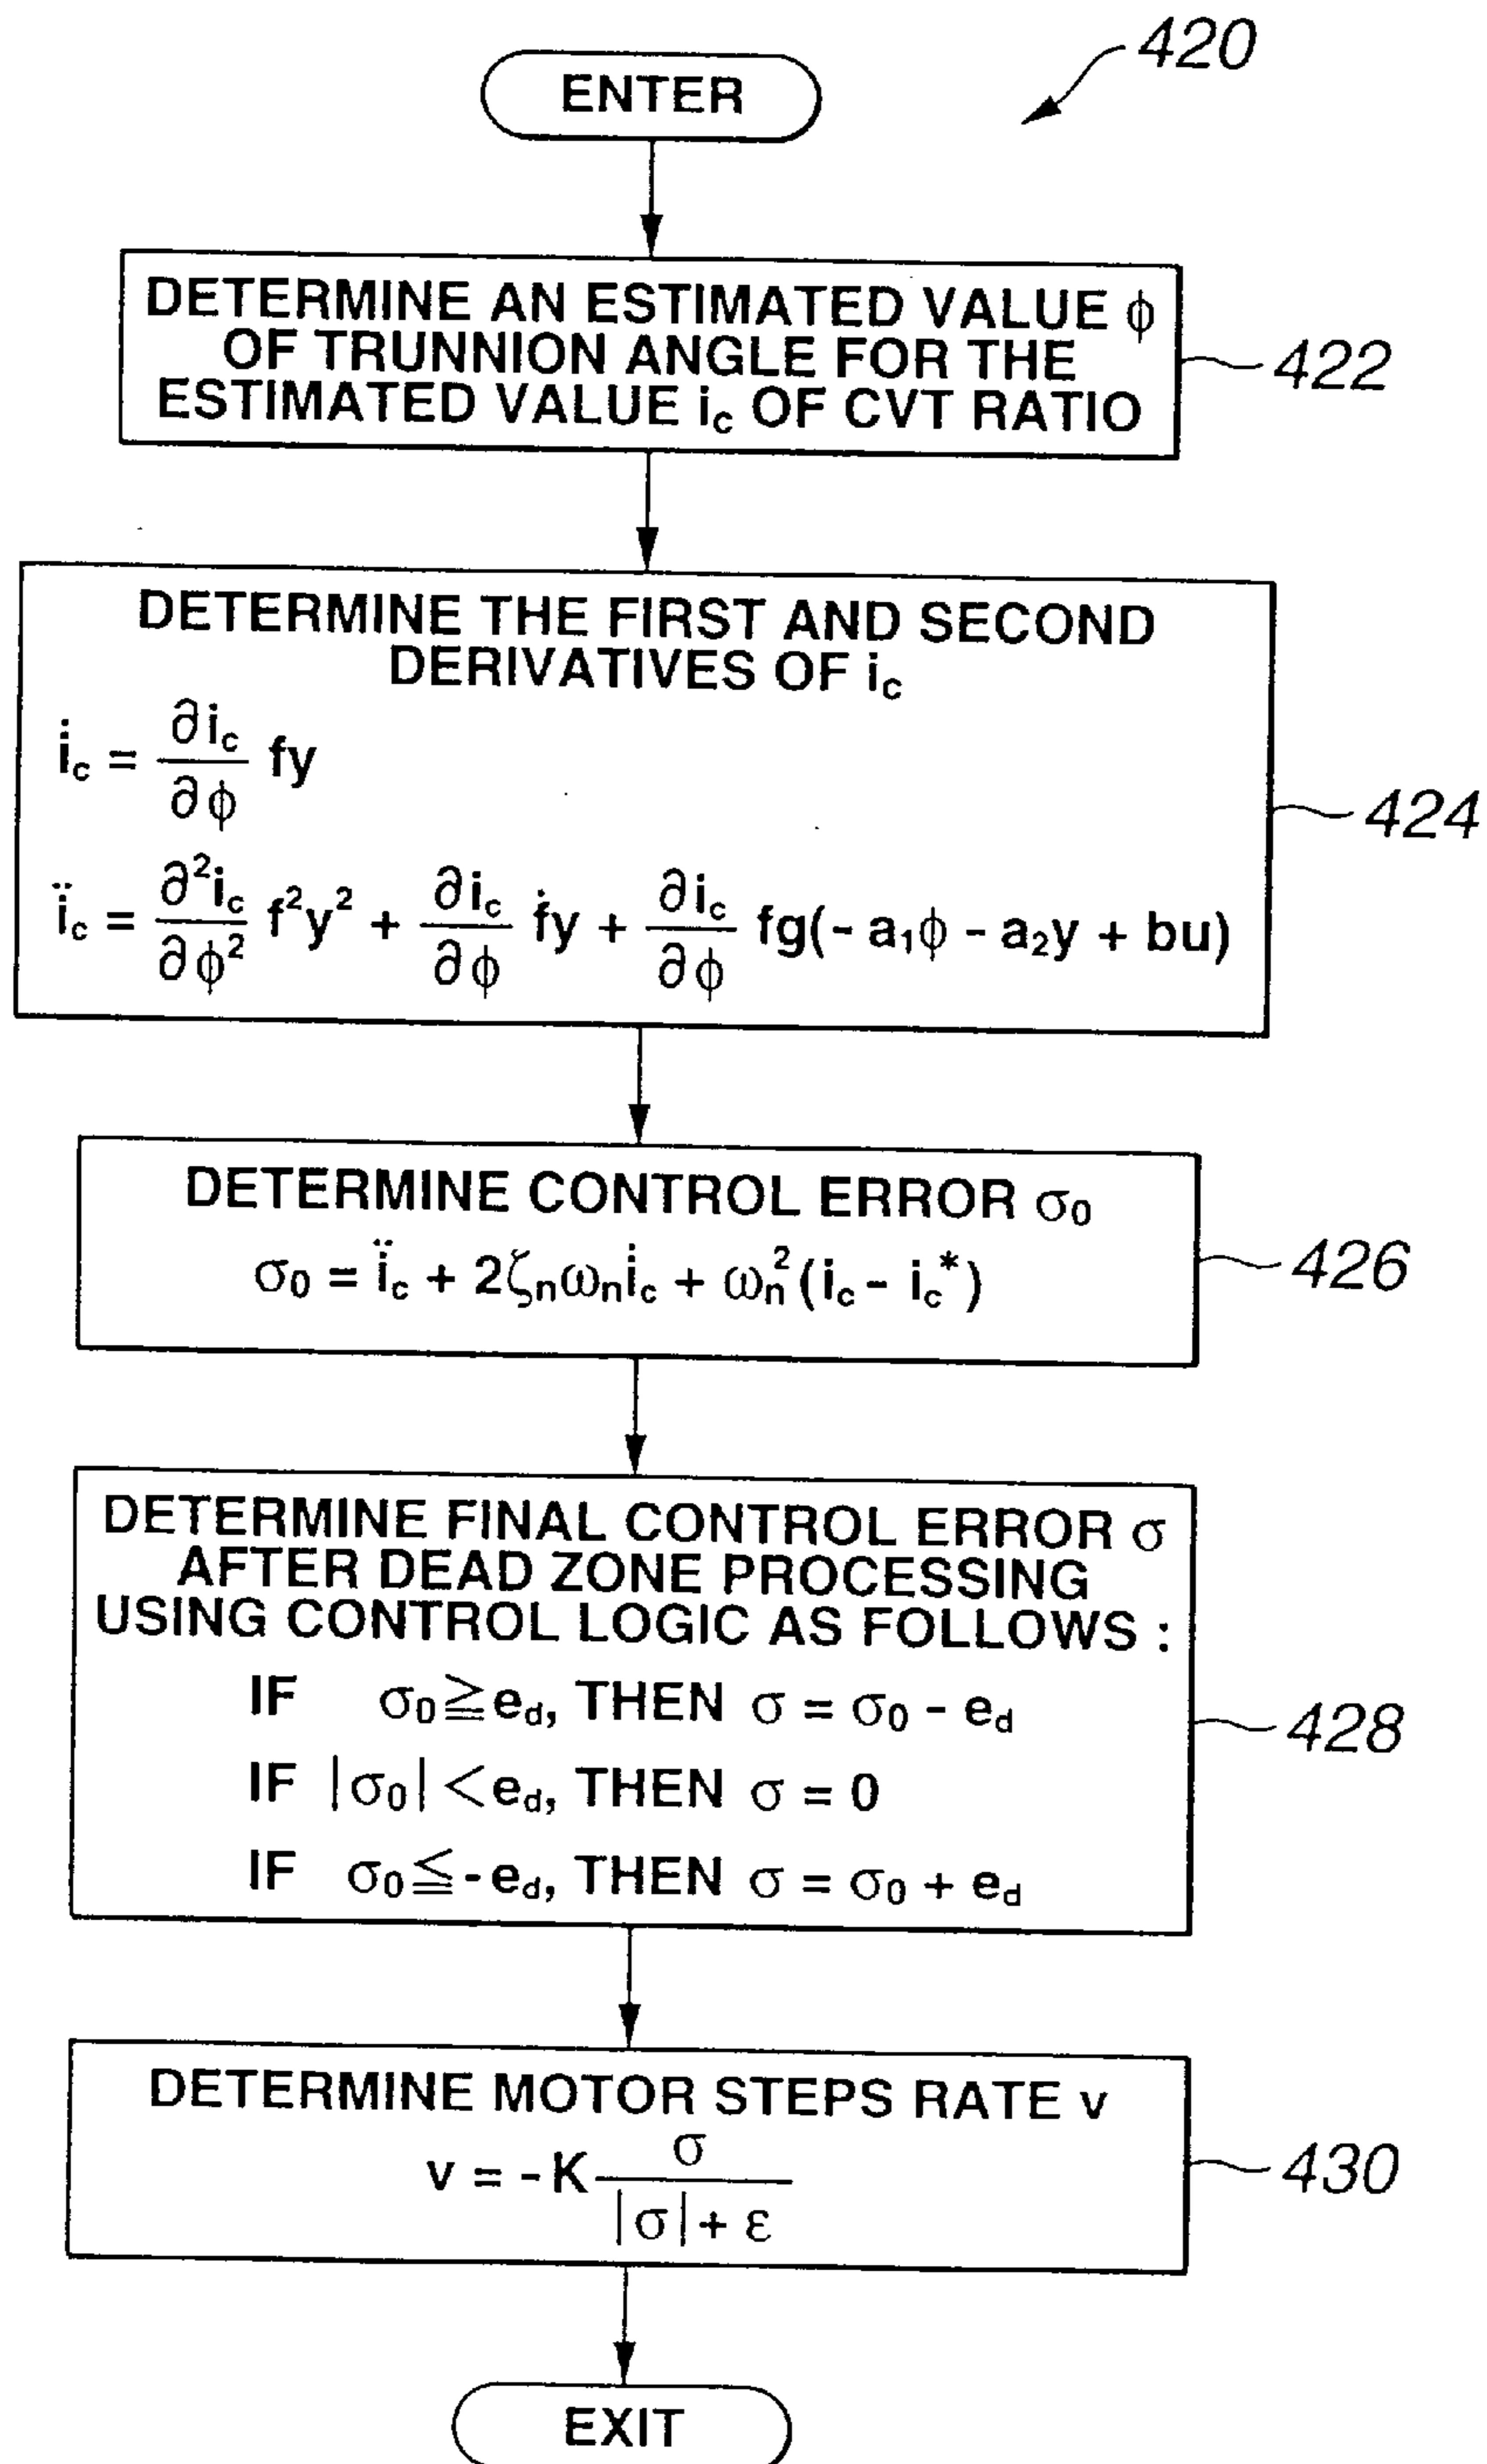 420
ENTER
DETERMINE AN ESTIMATED VALUE ϕ
OF TRUNNION ANGLE FOR THE
ESTIMATED VALUE i_c OF CVT RATIO
422
DETERMINE THE FIRST AND SECOND
DERIVATIVES OF i_c
i̇_c = ∂i_c/∂ϕ fy
ï_c = ∂²i_c/∂ϕ² f²y² + ∂i_c/∂ϕ ḟy + ∂i_c/∂ϕ fg(- a₁ϕ - a₂y + bu)
424
DETERMINE CONTROL ERROR σ₀
σ₀ = ï_c + 2ζ_nω_n i̇_c + ω_n²(i_c - i_c*)
426
DETERMINE FINAL CONTROL ERROR σ
AFTER DEAD ZONE PROCESSING
USING CONTROL LOGIC AS FOLLOWS :
IF σ₀ ≧ e_d, THEN σ = σ₀ - e_d
IF |σ₀| < e_d, THEN σ = 0
IF σ₀ ≦ -e_d, THEN σ = σ₀ + e_d
428
DETERMINE MOTOR STEPS RATE v
v = -K σ/(|σ| + ε)
430
EXIT